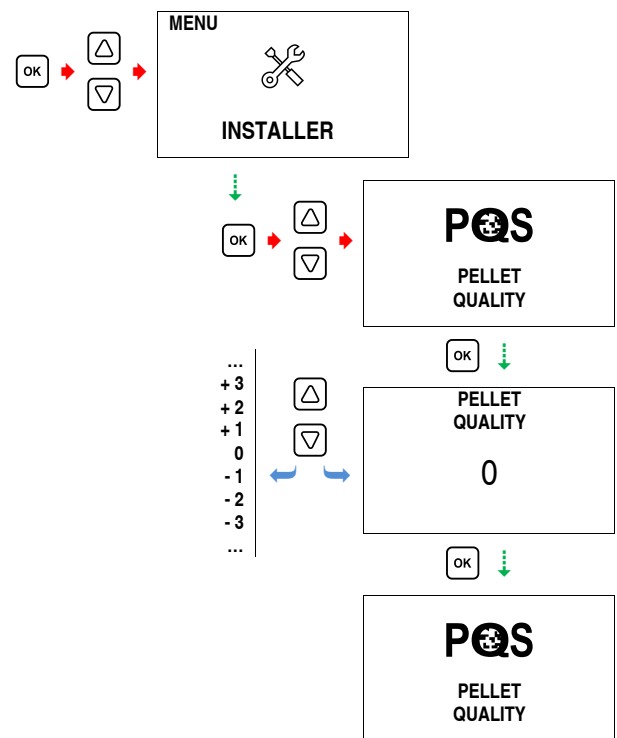 MENU
OK
INSTALLER
OK
PQS
PELLET
QUALITY
OK
...
+ 3
+ 2
+ 1
0
- 1
- 2
- 3
...
PELLET
QUALITY
0
OK
PQS
PELLET
QUALITY